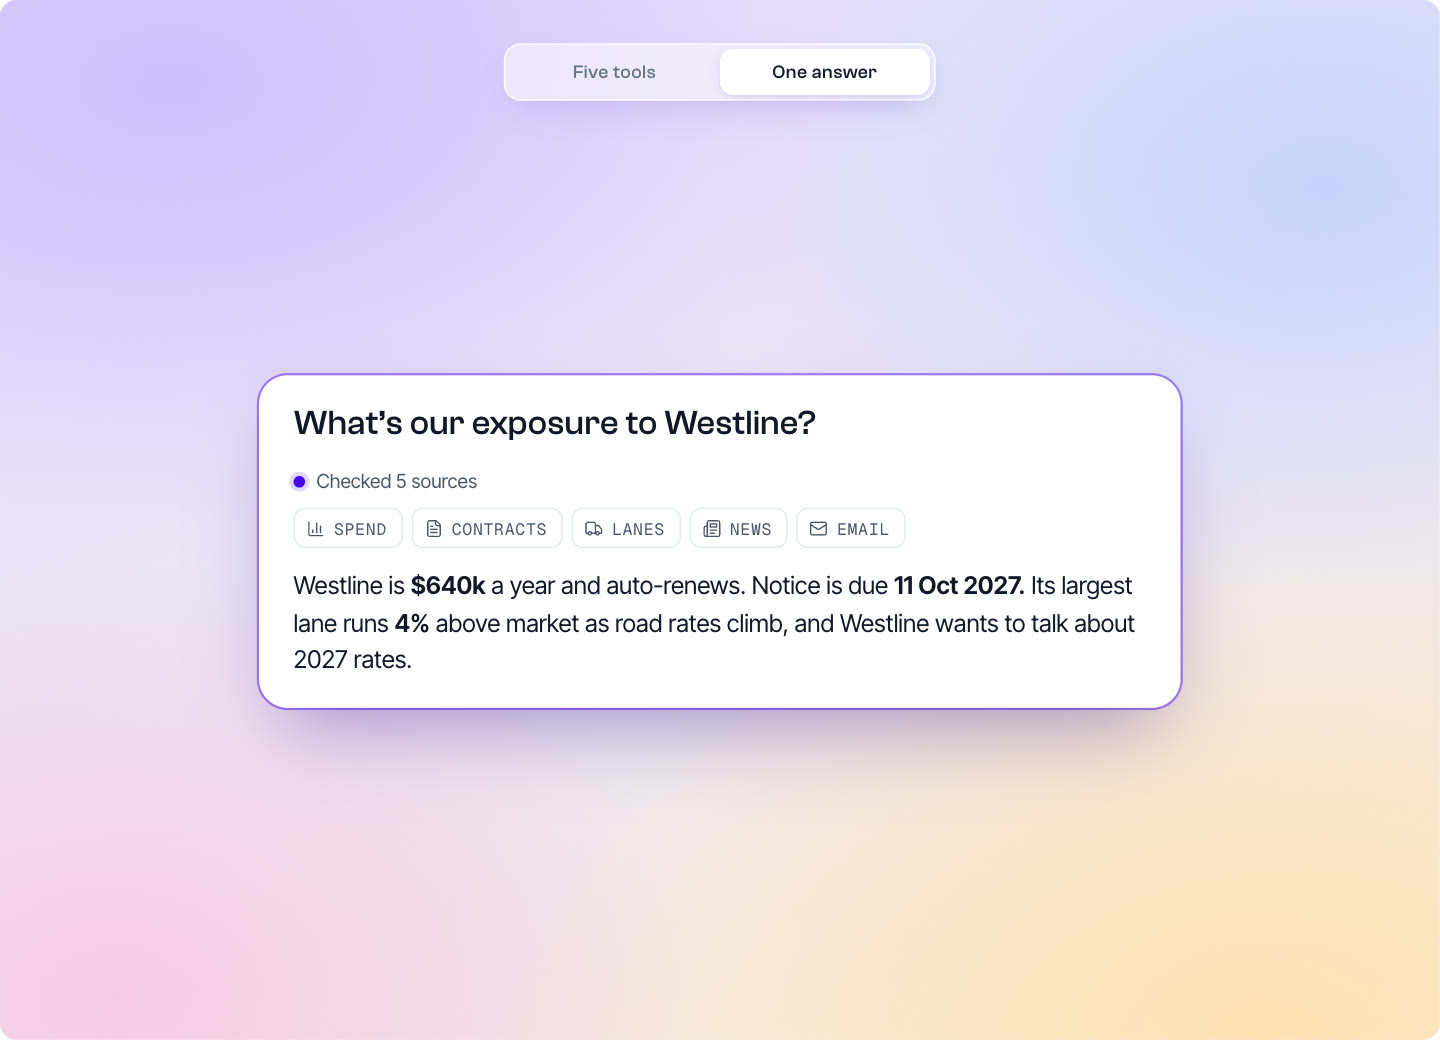 Five tools
One answer
What’s our exposure to Westline?
Checked 5 sources
SPEND
CONTRACTS
LANES
NEWS
EMAIL
Westline is $640k a year and auto-renews. Notice is due 11 Oct 2027. Its largest
lane runs 4% above market as road rates climb, and Westline wants to talk about
2027 rates.